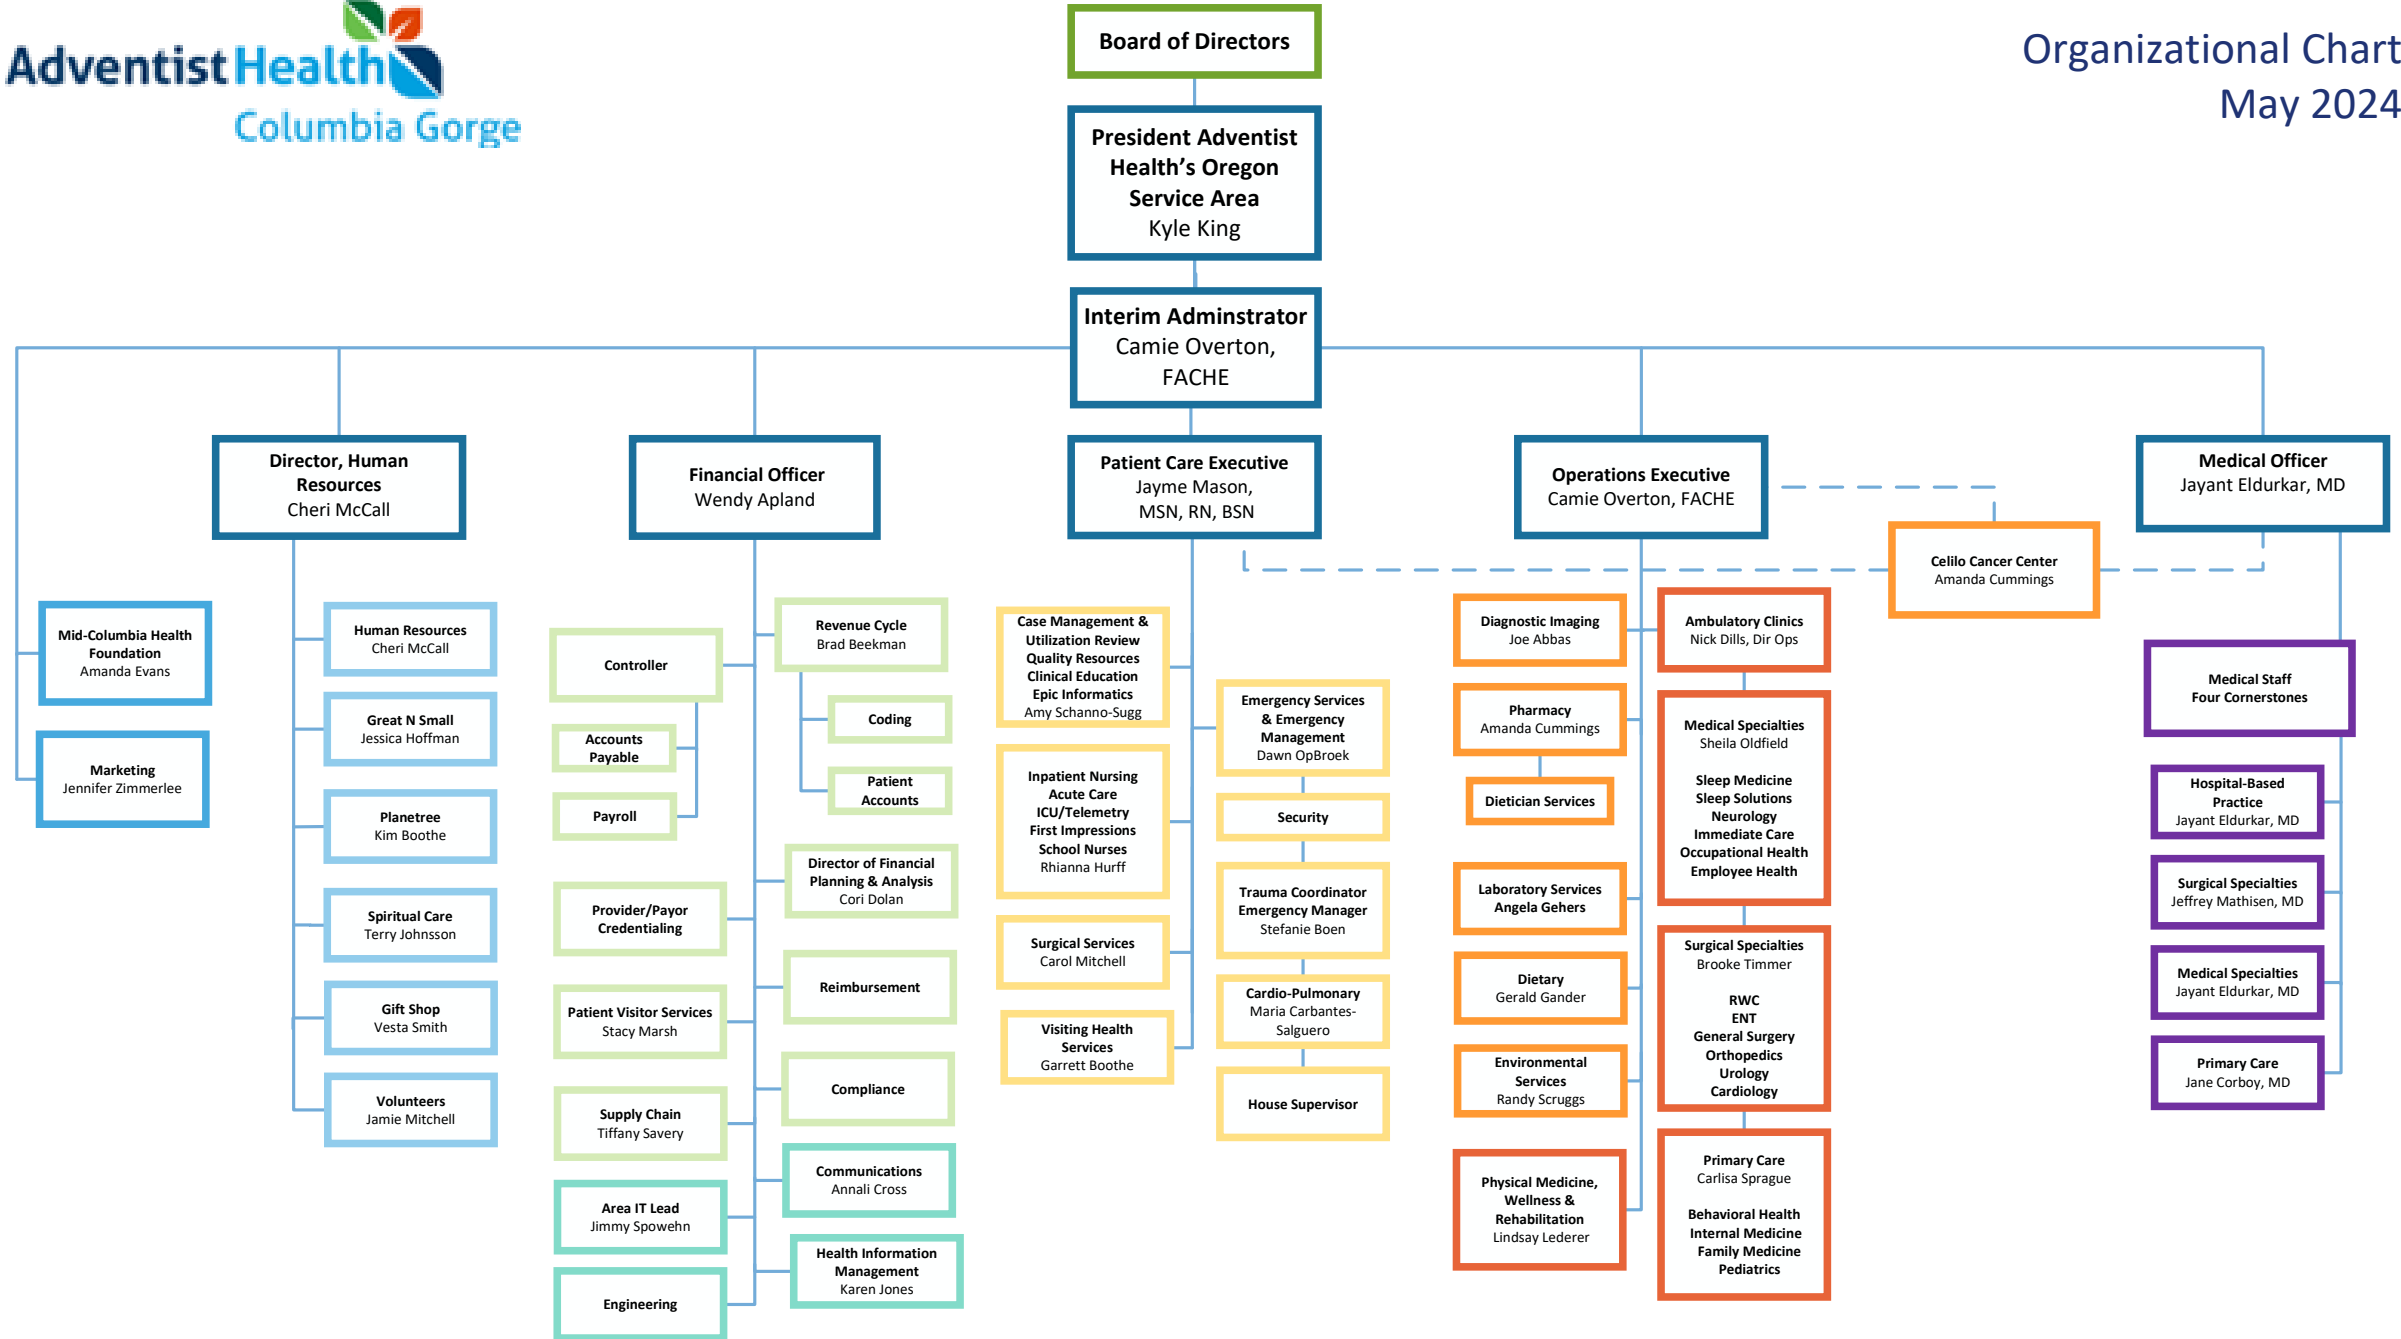 AdventistHealth
Columbia Gorge
Organizational Chart
May 2024
Board of Directors
President Adventist
Health's Oregon
Service Area
Kyle King
Interim Adminstrator
Camie Overton,
FACHE
Director, Human
Resources
Cheri McCall
Financial Officer
Wendy Apland
Patient Care Executive
Jayme Mason,
MSN, RN, BSN
Operations Executive
Camie Overton, FACHE
Medical Officer
Jayant Eldurkar, MD
Celilo Cancer Center
Amanda Cummings
Mid-Columbia Health
Foundation
Amanda Evans
Marketing
Jennifer Zimmerlee
Human Resources
Cheri McCall
Great N Small
Jessica Hoffman
Planetree
Kim Boothe
Spiritual Care
Terry Johnsson
Gift Shop
Vesta Smith
Volunteers
Jamie Mitchell
Controller
Accounts
Payable
Payroll
Provider/Payor
Credentialing
Patient Visitor Services
Stacy Marsh
Supply Chain
Tiffany Savery
Area IT Lead
Jimmy Spowehn
Engineering
Revenue Cycle
Brad Beekman
Coding
Patient
Accounts
Director of Financial
Planning & Analysis
Cori Dolan
Reimbursement
Compliance
Communications
Annali Cross
Health Information
Management
Karen Jones
Case Management &
Utilization Review
Quality Resources
Clinical Education
Epic Informatics
Amy Schanno-Sugg
Inpatient Nursing
Acute Care
ICU/Telemetry
First Impressions
School Nurses
Rhianna Hurff
Surgical Services
Carol Mitchell
Visiting Health
Services
Garrett Boothe
Emergency Services
& Emergency
Management
Dawn OpBroek
Security
Trauma Coordinator
Emergency Manager
Stefanie Boen
Cardio-Pulmonary
Maria Carbantes-
Salguero
House Supervisor
Diagnostic Imaging
Joe Abbas
Pharmacy
Amanda Cummings
Dietician Services
Laboratory Services
Angela Gehers
Dietary
Gerald Gander
Environmental
Services
Randy Scruggs
Physical Medicine,
Wellness &
Rehabilitation
Lindsay Lederer
Ambulatory Clinics
Nick Dills, Dir Ops
Medical Specialties
Sheila Oldfield
Sleep Medicine
Sleep Solutions
Neurology
Immediate Care
Occupational Health
Employee Health
Surgical Specialties
Brooke Timmer
RWC
ENT
General Surgery
Orthopedics
Urology
Cardiology
Primary Care
Carlisa Sprague
Behavioral Health
Internal Medicine
Family Medicine
Pediatrics
Medical Staff
Four Cornerstones
Hospital-Based
Practice
Jayant Eldurkar, MD
Surgical Specialties
Jeffrey Mathisen, MD
Medical Specialties
Jayant Eldurkar, MD
Primary Care
Jane Corboy, MD